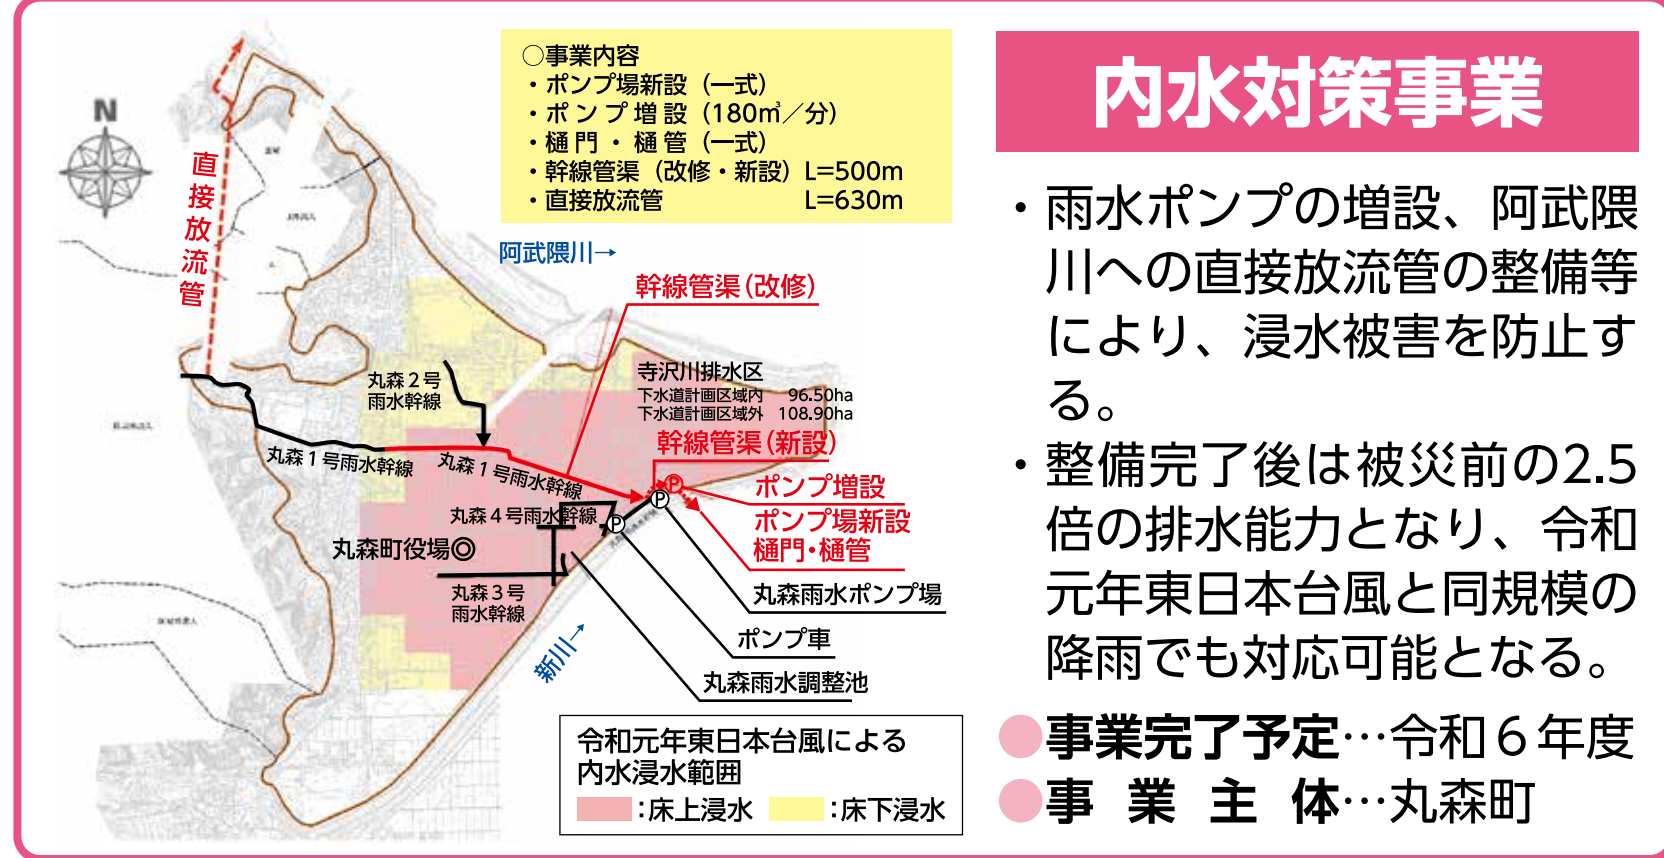 内水対策事業
・雨水ポンプの増設、阿武隈
川への直接放流管の整備等
により、浸水被害を防止す
る。
・整備完了後は被災前の2.5
倍の排水能力となり、令和
元年東日本台風と同規模の
降雨でも対応可能となる。
●事業完了予定…令和6年度
●事業主体…丸森町
○事業内容
・ポンプ場新設（一式）
・ポンプ増設（180㎥／分）
・樋門・樋管（一式）
・幹線管渠（改修・新設）L=500m
・直接放流管 L=630m
N
直接放流管
阿武隈川→
幹線管渠（改修）
丸森2号
雨水幹線
寺沢川排水区
下水道計画区域内 96.50ha
下水道計画区域外 108.90ha
幹線管渠（新設）
丸森1号雨水幹線
丸森1号雨水幹線
P
P
P
ポンプ増設
ポンプ場新設
樋門・樋管
丸森4号雨水幹線
丸森町役場◎
丸森3号
雨水幹線
丸森雨水ポンプ場
ポンプ車
丸森雨水調整池
新川→
令和元年東日本台風による
内水浸水範囲
：床上浸水 ：床下浸水